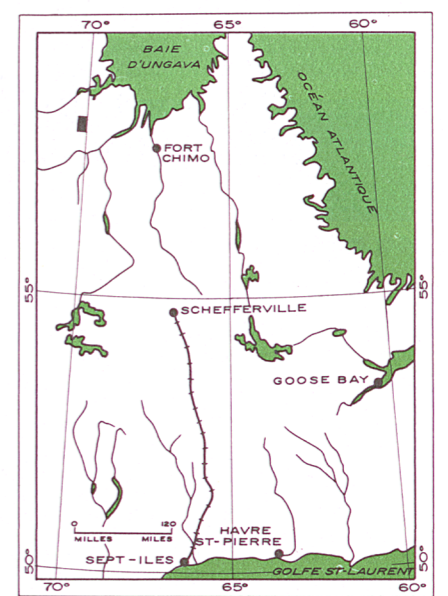 70°
65°
60°
BAIE
D'UNGAVA
OCÉAN ATLANTIQUE
FORT
CHIMO
55°
55°
SCHEFFERVILLE
GOOSE BAY
0 120
MILLES MILES
HAVRE
ST-PIERRE
SEPT-ILES
GOLFE ST-LAURENT
50°
50°
70°
65°
60°